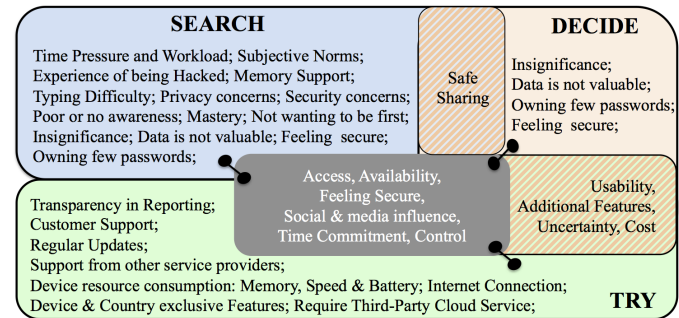 SEARCH
Time Pressure and Workload; Subjective Norms;
Experience of being Hacked; Memory Support;
Typing Difficulty; Privacy concerns; Security concerns;
Poor or no awareness; Mastery; Not wanting to be first;
Insignificance; Data is not valuable; Feeling secure;
Owning few passwords;
Safe
Sharing
DECIDE
Insignificance;
Data is not valuable;
Owning few passwords;
Feeling secure;
Access, Availability,
Feeling Secure,
Social & media influence,
Time Commitment, Control
Usability,
Additional Features,
Uncertainty, Cost
Transparency in Reporting;
Customer Support;
Regular Updates;
Support from other service providers;
Device resource consumption: Memory, Speed & Battery; Internet Connection;
Device & Country exclusive Features; Require Third-Party Cloud Service;
TRY